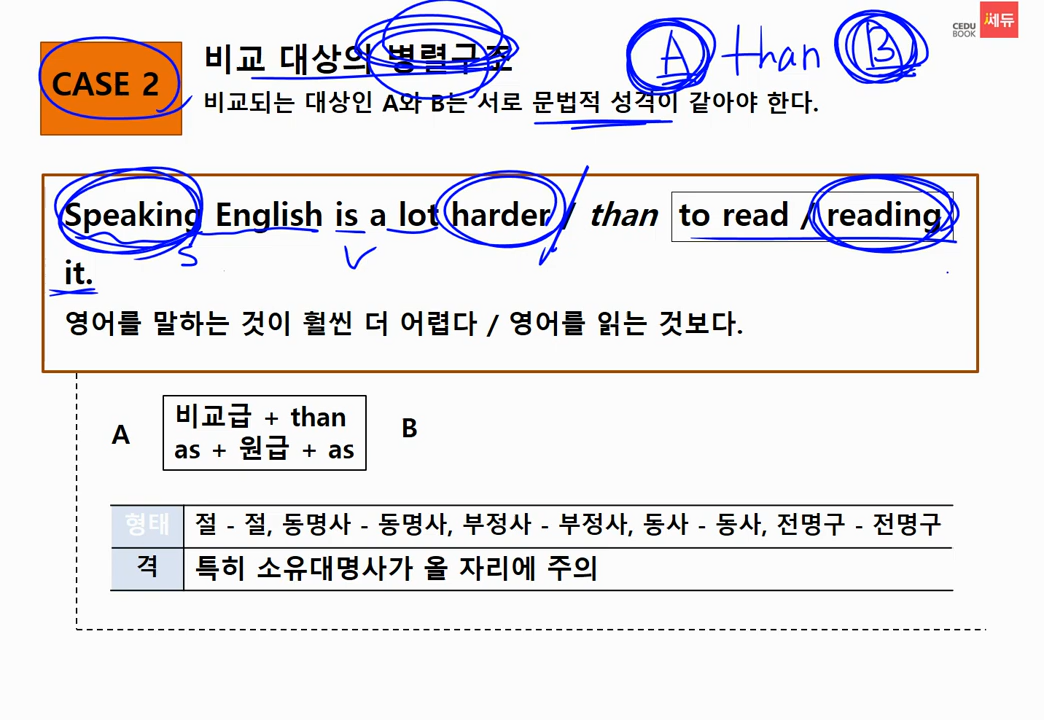 CEDU
BOOK
쎄듀
CASE 2
비교 대상의 병렬구조
A than B
비교되는 대상인 A와 B는 서로 문법적 성격이 같아야 한다.
Speaking English is a lot harder / than to read / reading
S V
it.
영어를 말하는 것이 훨씬 더 어렵다 / 영어를 읽는 것보다.
A
비교급 + than
as + 원급 + as
B
형태 절 - 절, 동명사 - 동명사, 부정사 - 부정사, 동사 - 동사, 전명구 - 전명구
격 특히 소유대명사가 올 자리에 주의